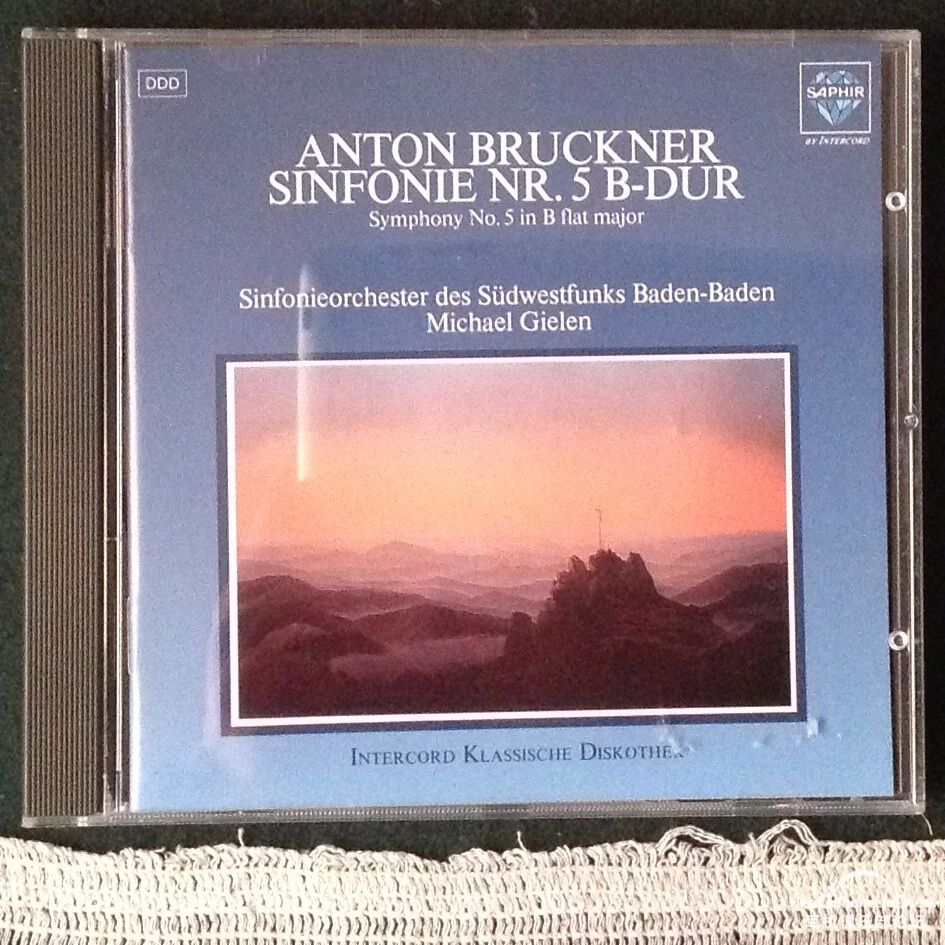 DDD
SAPHIR
BY INTERCORD
ANTON BRUCKNER
SINFONIE NR. 5 B-DUR
Symphony No. 5 in B flat major
Sinfonieorchester des Südwestfunks Baden-Baden
Michael Gielen
INTERCORD KLASSISCHE DISKOTHEK